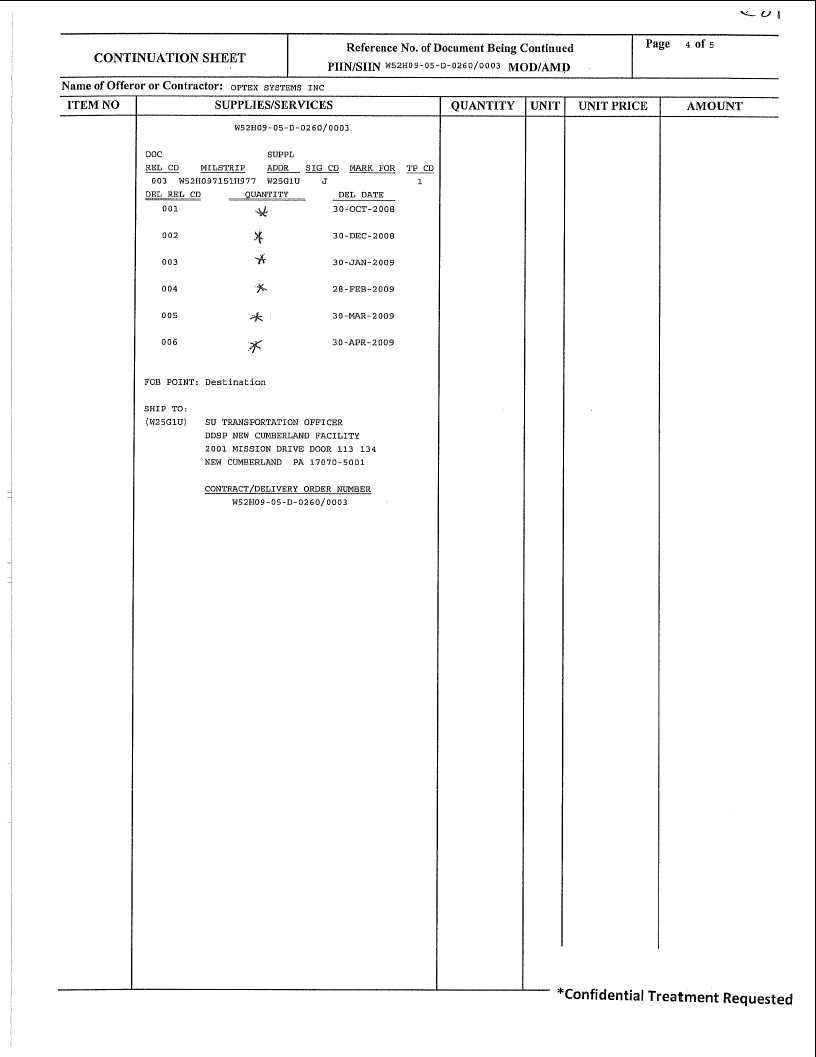 CONTINUATION SHEET
Reference No. of Document Being Continued
PIIN/SIIN W52H09-05-D-0260/0003 MOD/AMD
Page 4 of 5
Name of Offeror or Contractor: OPTEX SYSTEMS INC
ITEM NO SUPPLIES/SERVICES QUANTITY UNIT UNIT PRICE AMOUNT
W52H09-05-D-0260/0003
DOC SUPPL
REL CD MILSTRIP ADDR SIG CD MARK FOR TP CD
003 W52H097151H977 W25G1U J 1
DEL REL CD QUANTITY DEL DATE
001 * 30-OCT-2008
002 * 30-DEC-2008
003 * 30-JAN-2009
004 * 28-FEB-2009
005 * 30-MAR-2009
006 * 30-APR-2009
FOB POINT: Destination
SHIP TO:
(W25G1U) SU TRANSPORTATION OFFICER
DDSP NEW CUMBERLAND FACILITY
2001 MISSION DRIVE DOOR 113 134
NEW CUMBERLAND PA 17070-5001
CONTRACT/DELIVERY ORDER NUMBER
W52H09-05-D-0260/0003
*Confidential Treatment Requested